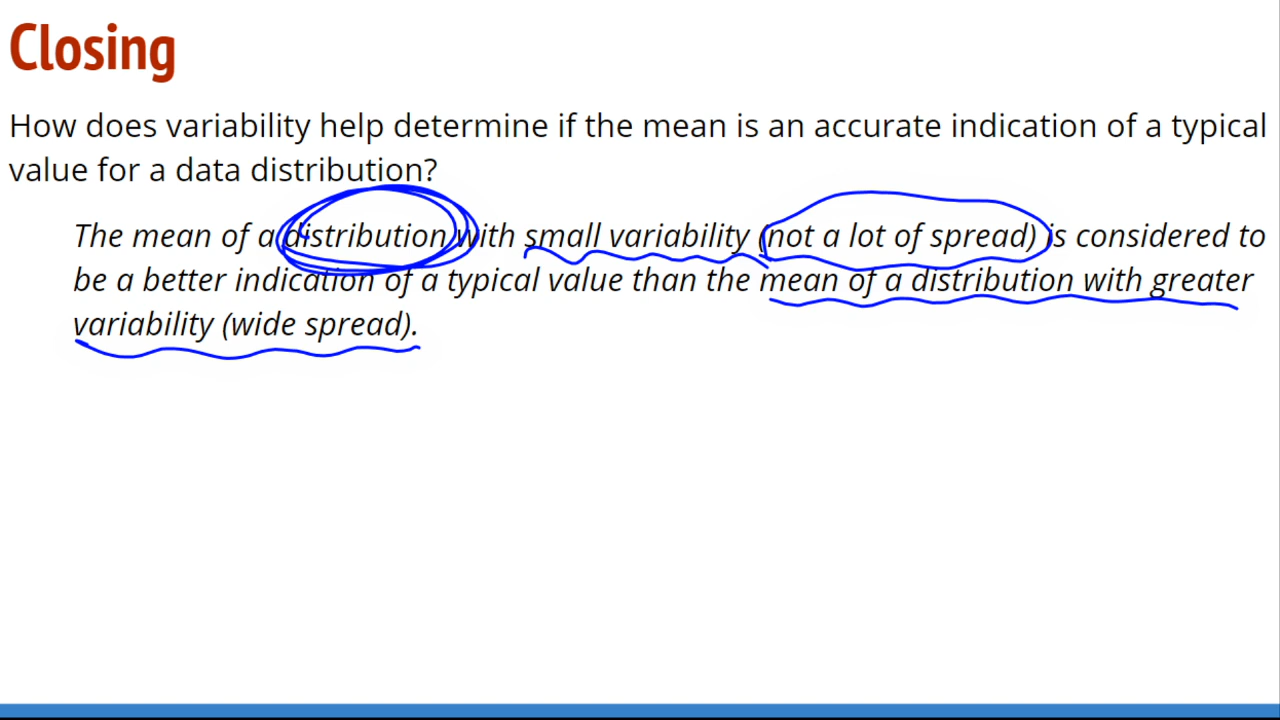 Closing
How does variability help determine if the mean is an accurate indication of a typical
value for a data distribution?
The mean of a distribution with small variability (not a lot of spread) is considered to
be a better indication of a typical value than the mean of a distribution with greater
variability (wide spread).